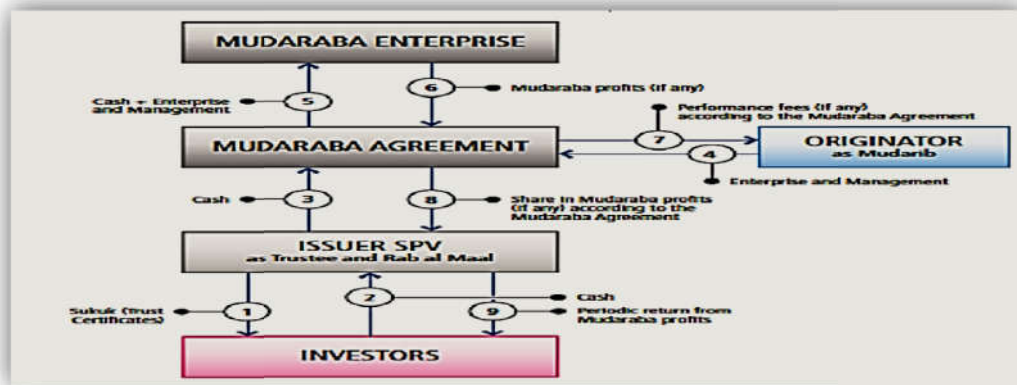 MUDARABA ENTERPRISE
Cash + Enterprise
and Management
5
6
Mudaraba profits (if any)
Performance fees (if any)
according to the Mudaraba Agreement
MUDARABA AGREEMENT
7
4
ORIGINATOR
as Mudarib
Enterprise and Management
Cash
3
8
Share in Mudaraba profits
(if any) according to the
Mudaraba Agreement
ISSUER SPV
as Trustee and Rab al Maal
Sukuk (Trust
Certificates)
1
2
Cash
9
Periodic return from
Mudaraba profits
INVESTORS